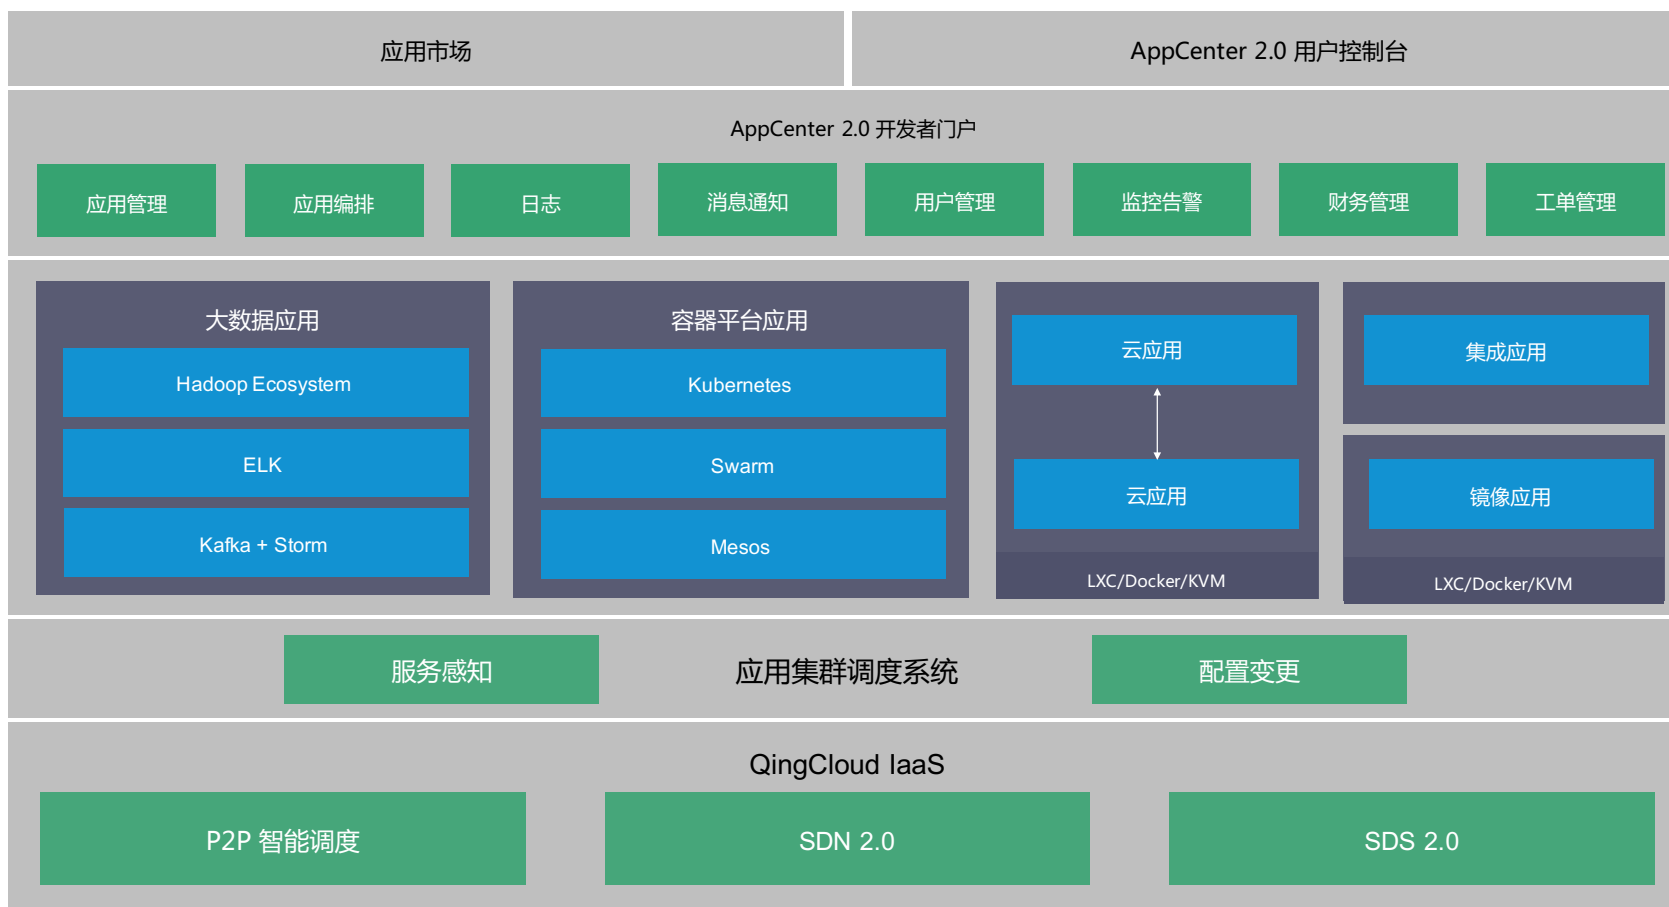 应用市场
AppCenter 2.0 用户控制台
AppCenter 2.0 开发者门户
应用管理
应用编排
日志
消息通知
用户管理
监控告警
财务管理
工单管理
大数据应用
Hadoop Ecosystem
ELK
Kafka + Storm
容器平台应用
Kubernetes
Swarm
Mesos
云应用
云应用
LXC/Docker/KVM
集成应用
镜像应用
LXC/Docker/KVM
服务感知
应用集群调度系统
配置变更
QingCloud IaaS
P2P 智能调度
SDN 2.0
SDS 2.0